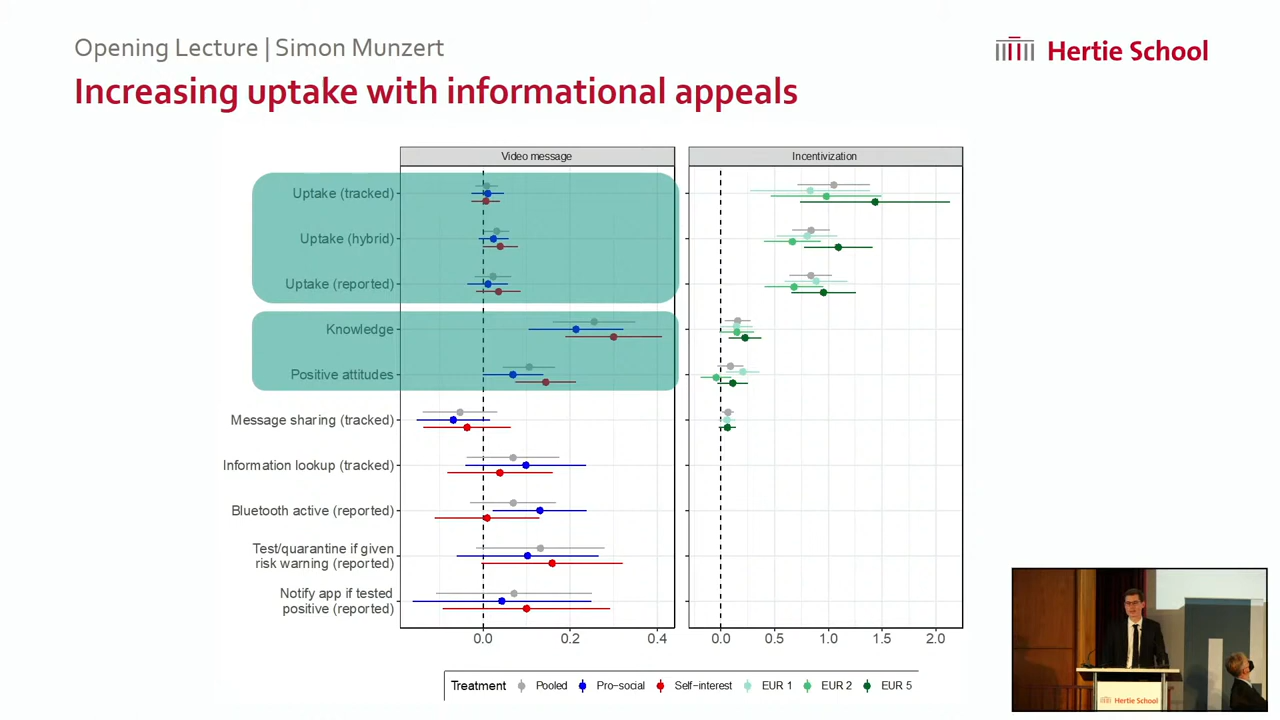 Opening Lecture | Simon Munzert
Hertie School
Increasing uptake with informational appeals
Video message
Incentivization
Uptake (tracked)
Uptake (hybrid)
Uptake (reported)
Knowledge
Positive attitudes
Message sharing (tracked)
Information lookup (tracked)
Bluetooth active (reported)
Test/quarantine if given
risk warning (reported)
Notify app if tested
positive (reported)
0.0 0.2 0.4
0.0 0.5 1.0 1.5 2.0
Treatment Pooled Pro-social Self-interest EUR 1 EUR 2 EUR 5
Hertie School